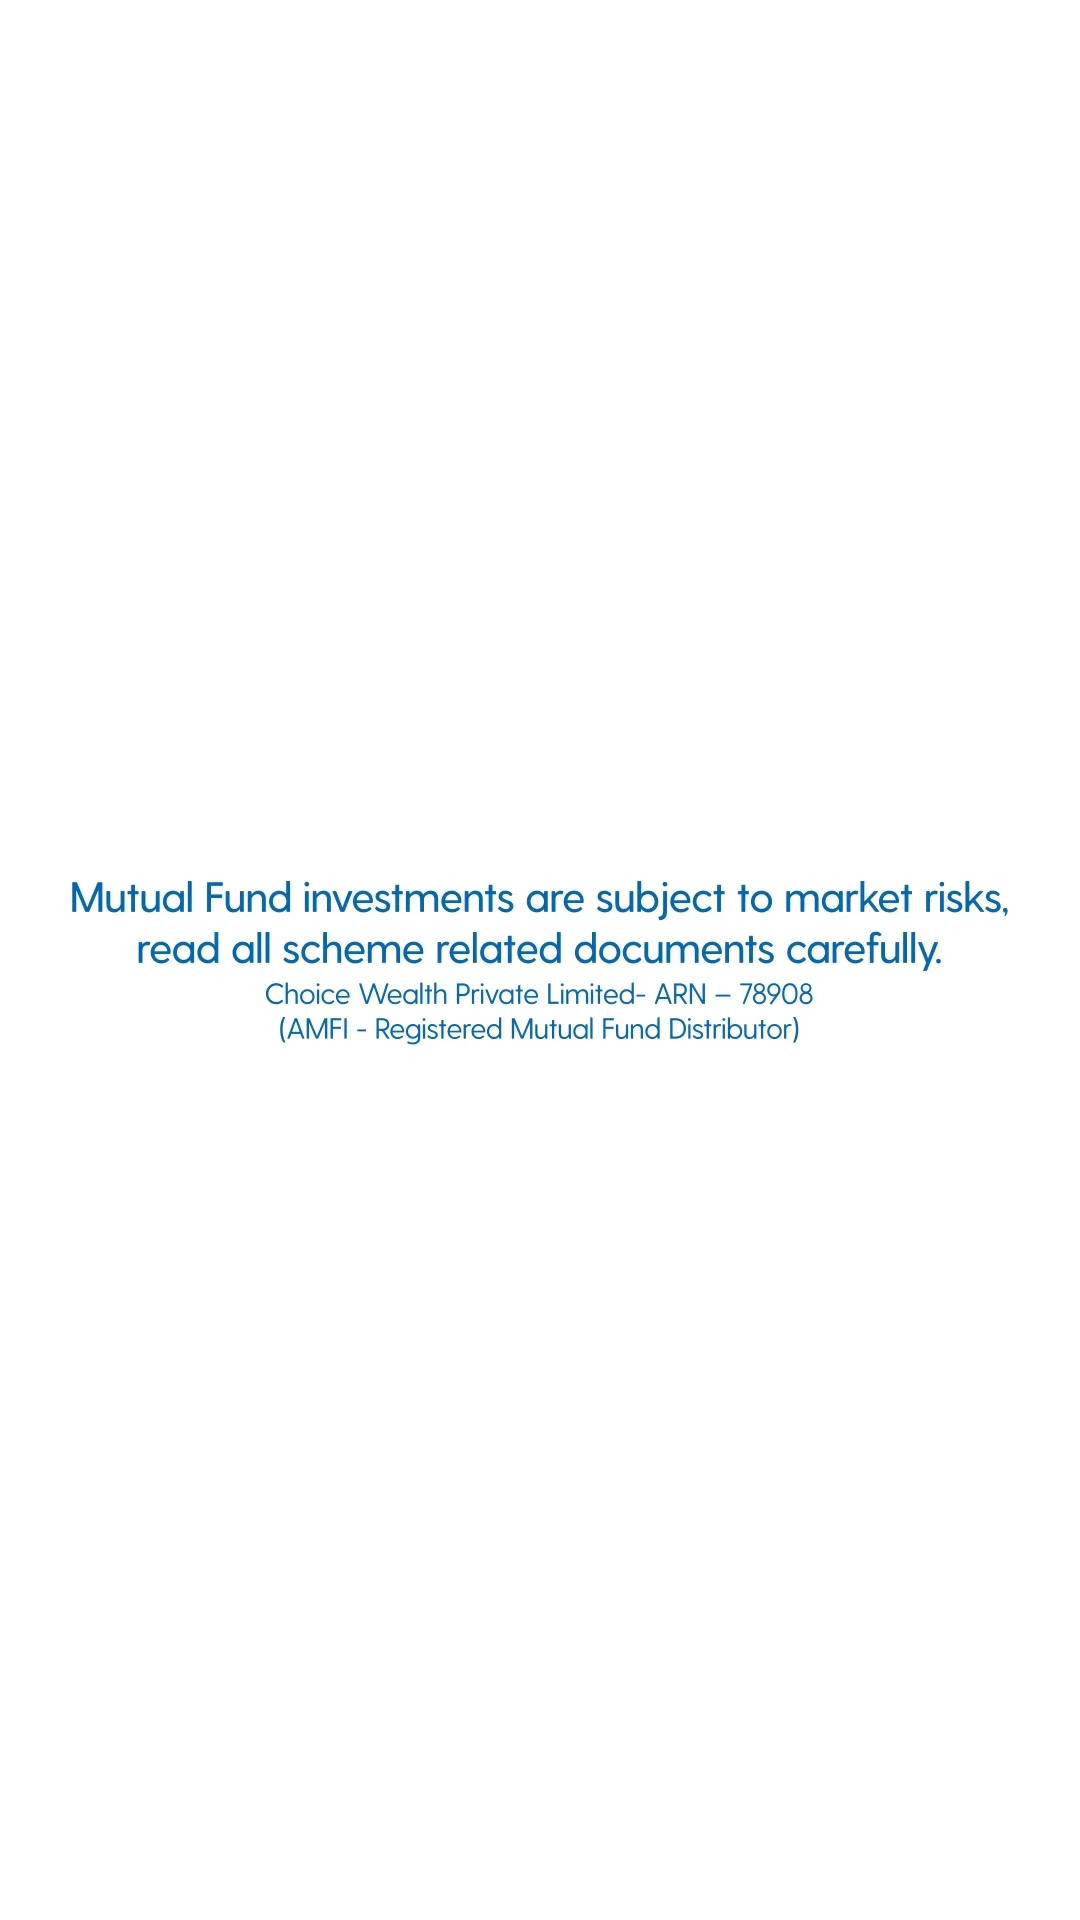 Mutual Fund investments are subject to market risks,
read all scheme related documents carefully.
Choice Wealth Private Limited- ARN – 78908
(AMFI - Registered Mutual Fund Distributor)